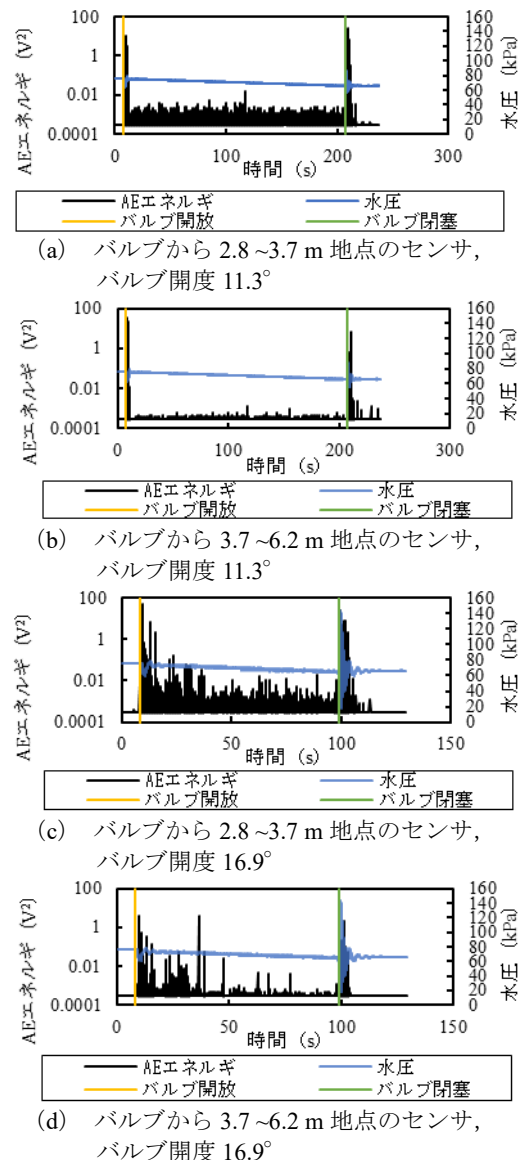 100
1
0.01
0.0001
AEエネルギ (V²)
160
140
120
100
80
60
40
20
0
水圧 (kPa)
0 100 200 300
時間 (s)
AEエネルギ 水圧
バルブ開放 バルブ閉塞
(a) バルブから 2.8 ~3.7 m 地点のセンサ,
バルブ開度 11.3°
100
1
0.01
0.0001
AEエネルギ (V²)
160
140
120
100
80
60
40
20
0
水圧 (kPa)
0 100 200 300
時間 (s)
AEエネルギ 水圧
バルブ開放 バルブ閉塞
(b) バルブから 3.7 ~6.2 m 地点のセンサ,
バルブ開度 11.3°
100
1
0.01
0.0001
AEエネルギ (V²)
160
140
120
100
80
60
40
20
0
水圧 (kPa)
0 50 100 150
時間 (s)
AEエネルギ 水圧
バルブ開放 バルブ閉塞
(c) バルブから 2.8 ~3.7 m 地点のセンサ,
バルブ開度 16.9°
100
1
0.01
0.0001
AEエネルギ (V²)
160
140
120
100
80
60
40
20
0
水圧 (kPa)
0 50 100 150
時間 (s)
AEエネルギ 水圧
バルブ開放 バルブ閉塞
(d) バルブから 3.7 ~6.2 m 地点のセンサ,
バルブ開度 16.9°